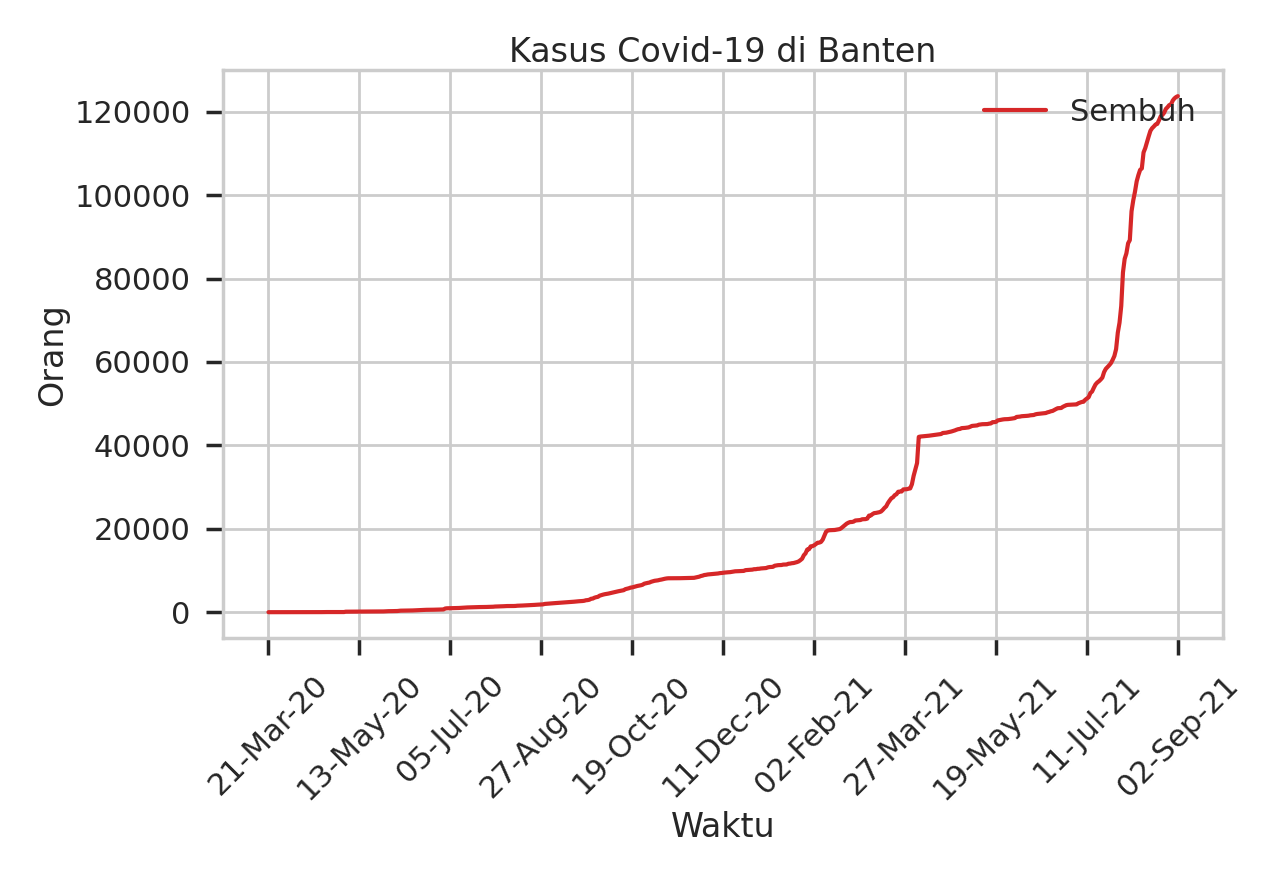 Kasus Covid-19 di Banten
Sembuh
120000
100000
80000
60000
40000
20000
0
Orang
21-Mar-20
13-May-20
05-Jul-20
27-Aug-20
19-Oct-20
11-Dec-20
02-Feb-21
27-Mar-21
19-May-21
11-Jul-21
02-Sep-21
Waktu